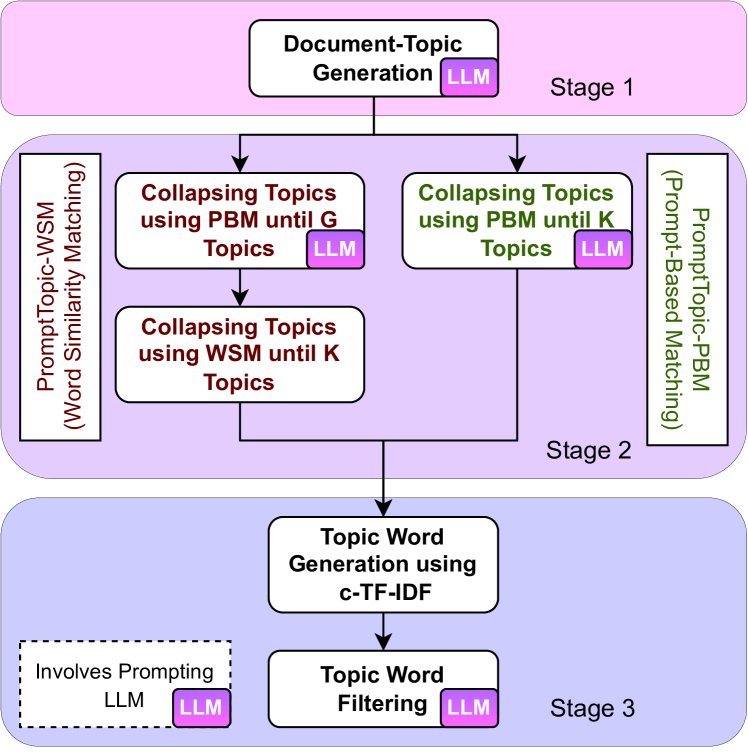 Document-Topic
Generation
LLM
Stage 1
PromptTopic-WSM
(Word Similarity Matching)
Collapsing Topics
using PBM until G
Topics
LLM
Collapsing Topics
using WSM until K
Topics
Collapsing Topics
using PBM until K
Topics
LLM
PromptTopic-PBM
(Prompt-Based Matching)
Stage 2
Topic Word
Generation using
c-TF-IDF
Topic Word
Filtering
LLM
Involves Prompting
LLM
LLM
Stage 3